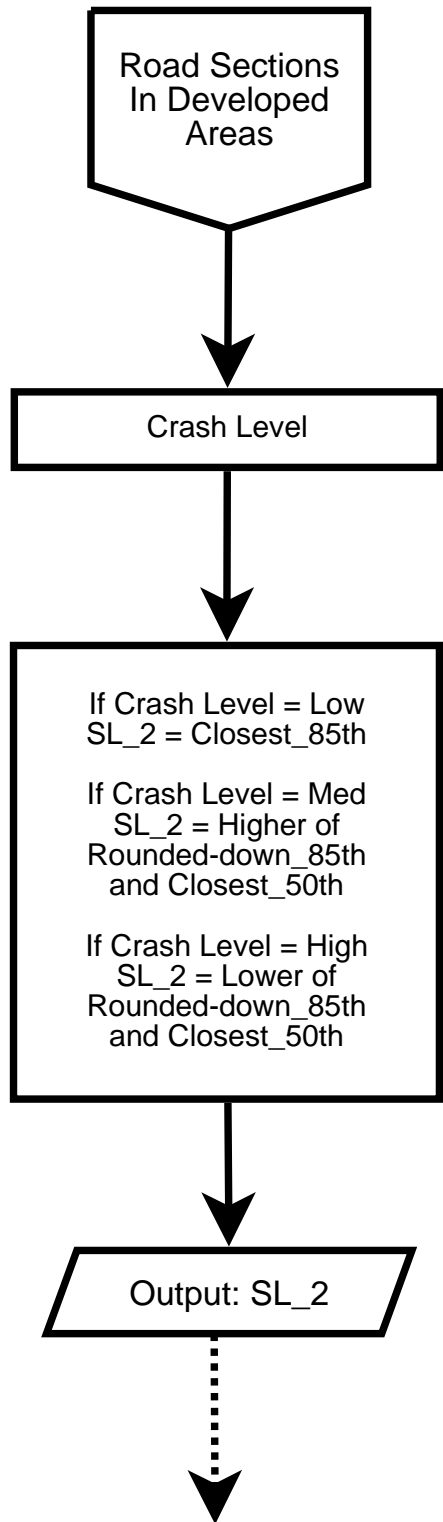 Road Sections
In Developed
Areas
Crash Level
If Crash Level = Low
SL_2 = Closest_85th
If Crash Level = Med
SL_2 = Higher of
Rounded-down_85th
and Closest_50th
If Crash Level = High
SL_2 = Lower of
Rounded-down_85th
and Closest_50th
Output: SL_2